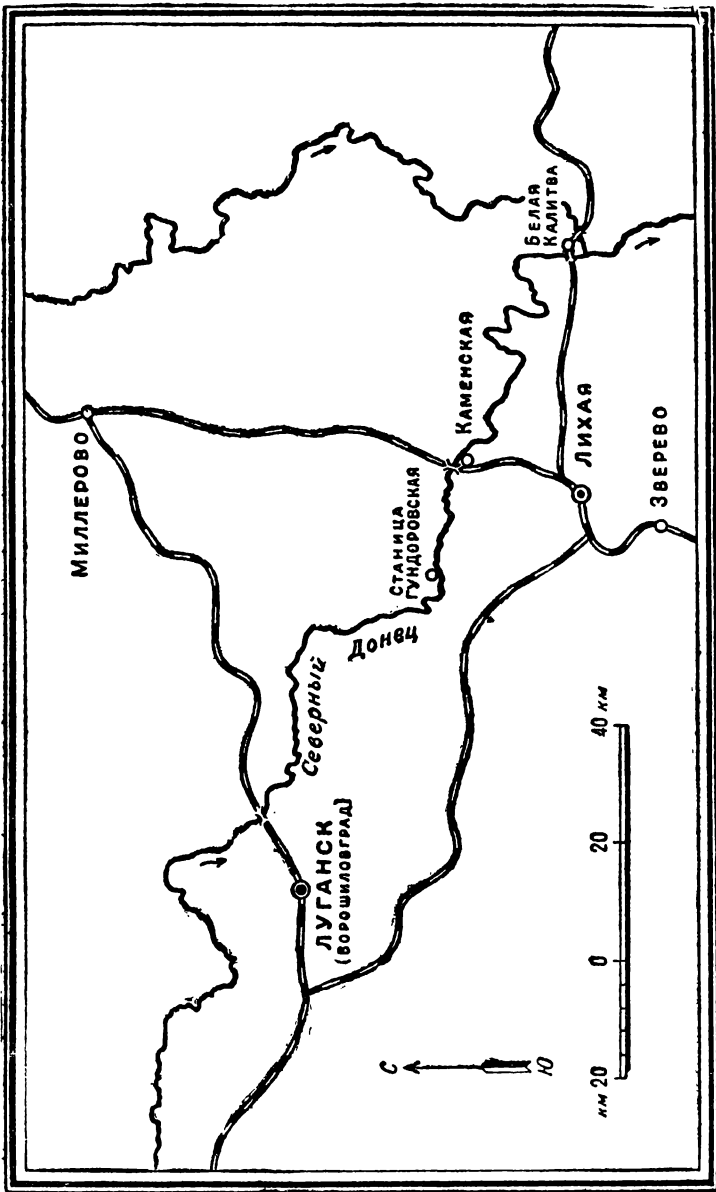 МИЛЛЕРОВО
БЕЛАЯ
КАЛИТВА
КАМЕНСКАЯ
СТАНИЦА
ГУНДОРОВСКАЯ
ЛИХАЯ
ЗВЕРЕВО
Северный
Донец
ЛУГАНСК
(ВОРОШИЛОВГРАД)
С
Ю
км 20 0 20 40 км